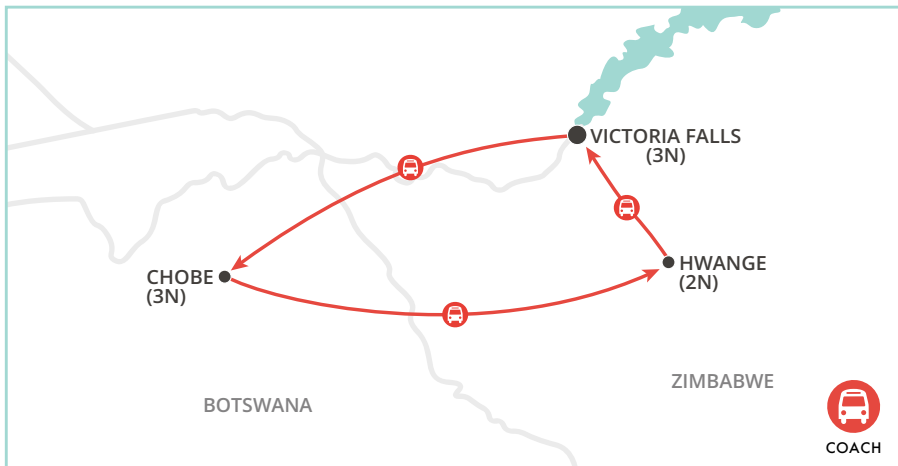 VICTORIA FALLS
(3N)
HWANGE
(2N)
CHOBE
(3N)
ZIMBABWE
BOTSWANA
COACH